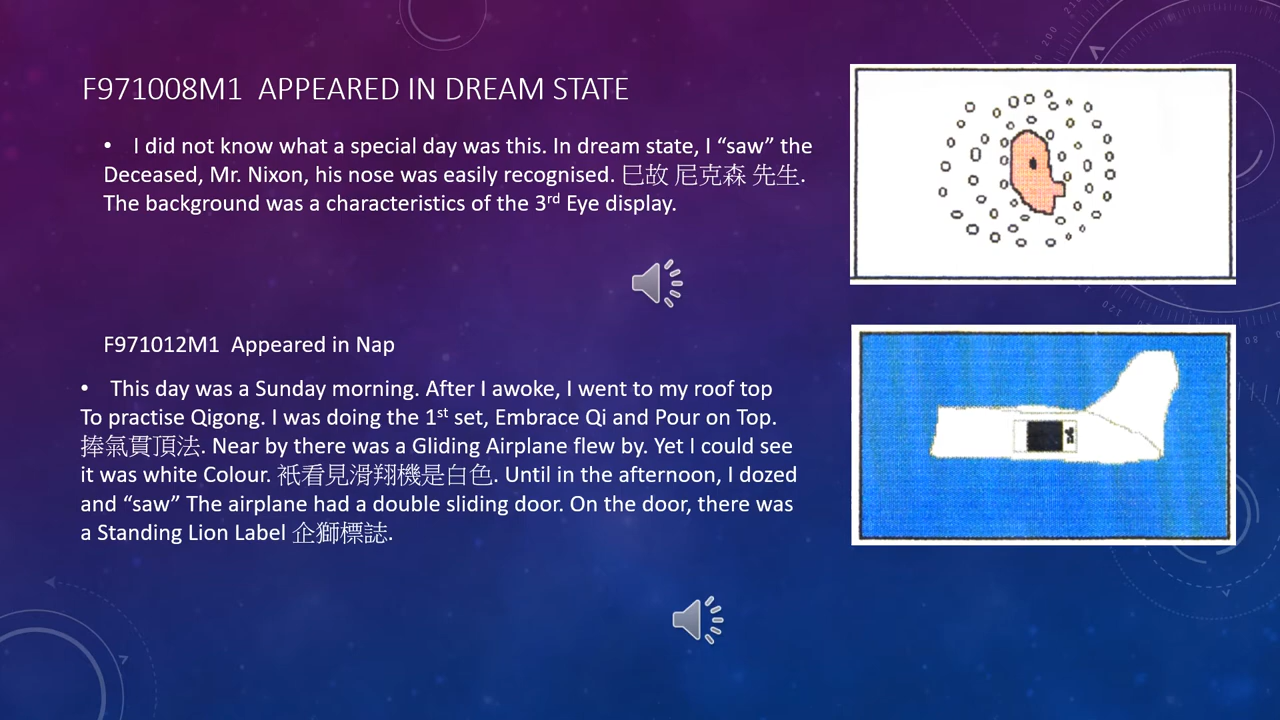 F971008M1 APPEARED IN DREAM STATE
• I did not know what a special day was this. In dream state, I “saw” the
Deceased, Mr. Nixon, his nose was easily recognised. 巳故 尼克森 先生.
The background was a characteristics of the 3rd Eye display.
F971012M1 Appeared in Nap
• This day was a Sunday morning. After I awoke, I went to my roof top
To practise Qigong. I was doing the 1st set, Embrace Qi and Pour on Top.
捧氣貫頂法. Near by there was a Gliding Airplane flew by. Yet I could see
it was white Colour. 祇看見滑翔機是白色. Until in the afternoon, I dozed
and “saw” The airplane had a double sliding door. On the door, there was
a Standing Lion Label 企獅標誌.